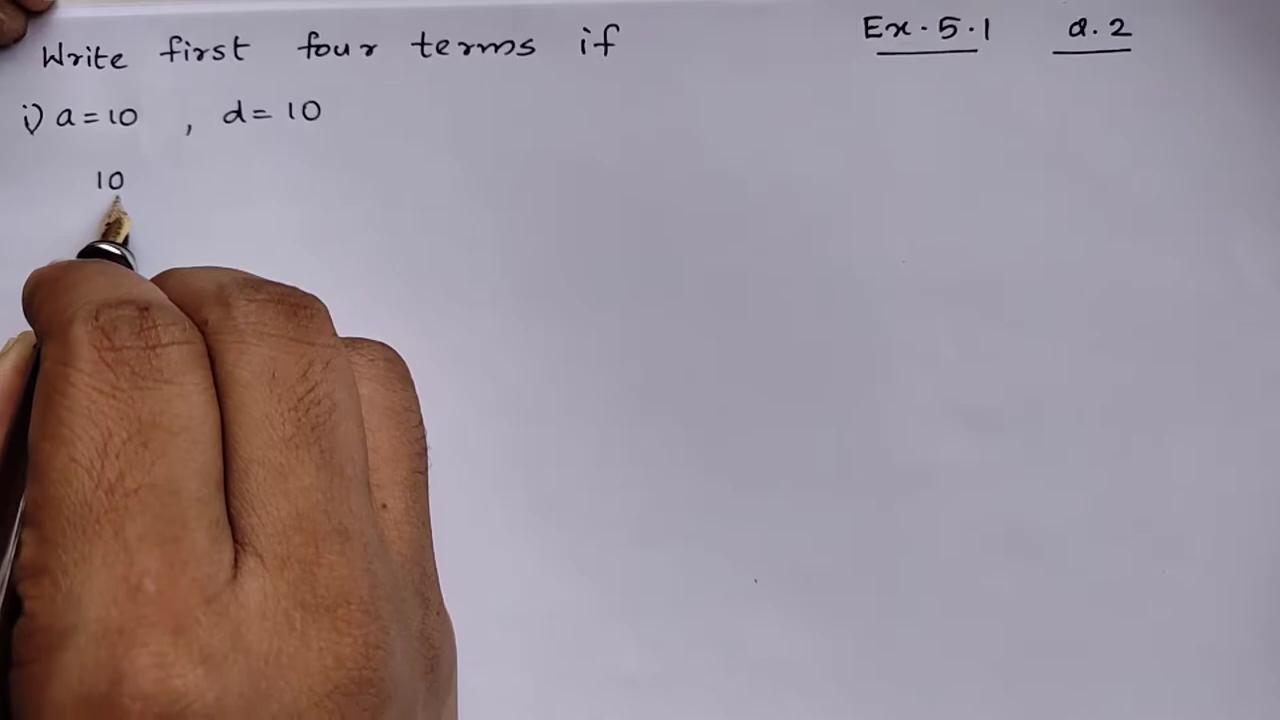 Write first four terms if
Ex. 5.1 Q. 2
i) a = 10 , d = 10
10